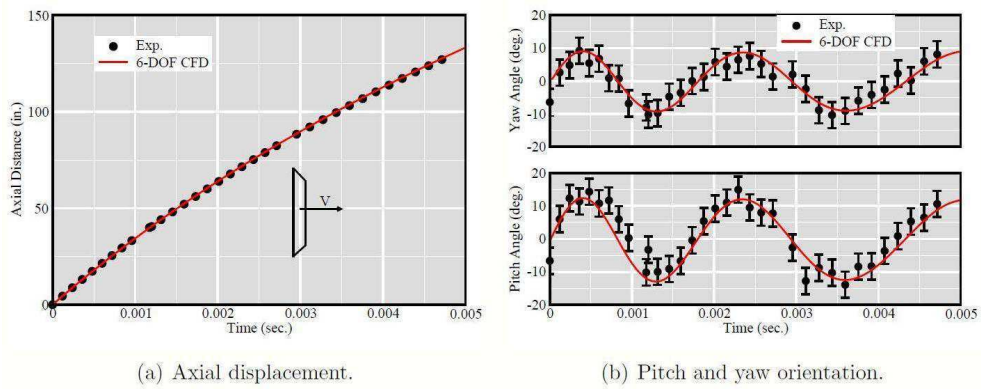 150
100
50
0
Axial Distance (in.)
Exp.
6-DOF CFD
V
0 0.001 0.002 0.003 0.004 0.005
Time (sec.)
(a) Axial displacement.
20
10
0
-10
-20
Yaw Angle (deg.)
Exp.
6-DOF CFD
20
10
0
-10
-20
Pitch Angle (deg.)
0 0.001 0.002 0.003 0.004 0.005
Time (sec.)
(b) Pitch and yaw orientation.